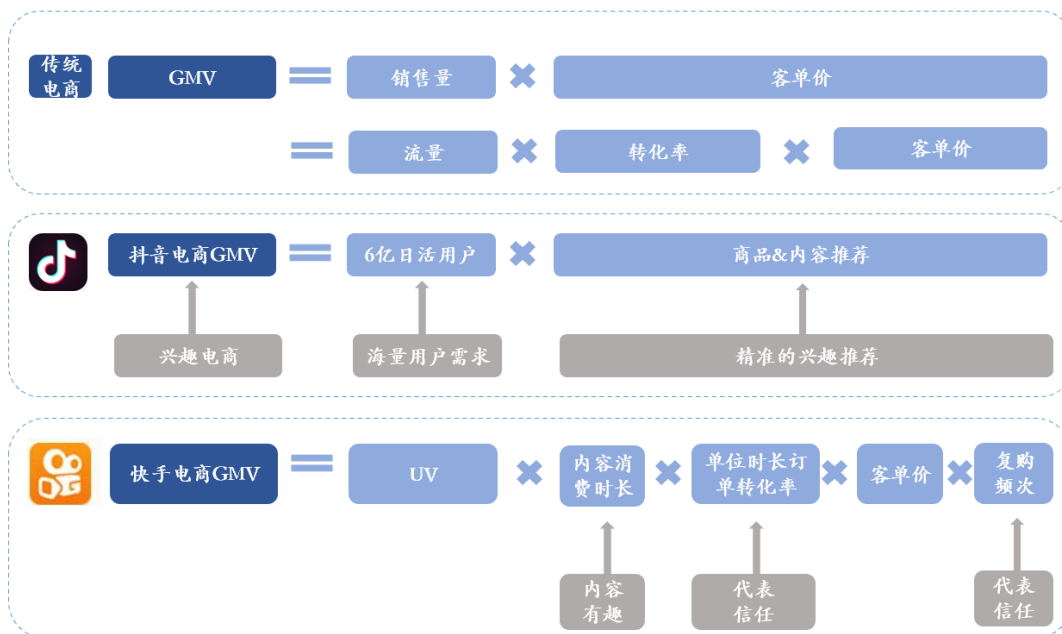 传统
电商
GMV
销售量
客单价
流量
转化率
客单价
抖音电商GMV
6亿日活用户
商品&内容推荐
兴趣电商
海量用户需求
精准的兴趣推荐
快手电商GMV
UV
内容消
费时长
单位时长订
单转化率
客单价
复购
频次
内容
有趣
代表
信任
代表
信任